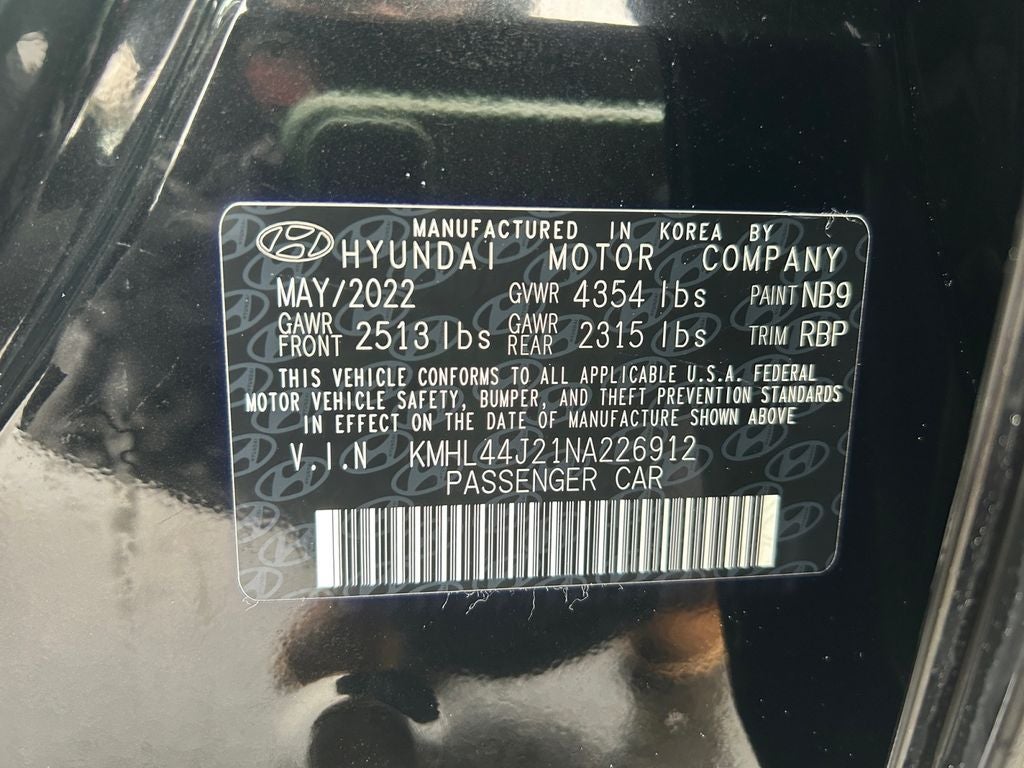 MANUFACTURED IN KOREA BY
HYUNDAI MOTOR COMPANY
MAY/2022 GVWR 4354 lbs PAINT NB9
GAWR FRONT 2513 lbs GAWR REAR 2315 lbs TRIM RBP
THIS VEHICLE CONFORMS TO ALL APPLICABLE U.S.A. FEDERAL
MOTOR VEHICLE SAFETY, BUMPER, AND THEFT PREVENTION STANDARDS
IN EFFECT ON THE DATE OF MANUFACTURE SHOWN ABOVE
V.I.N KMHL44J21NA226912
PASSENGER CAR